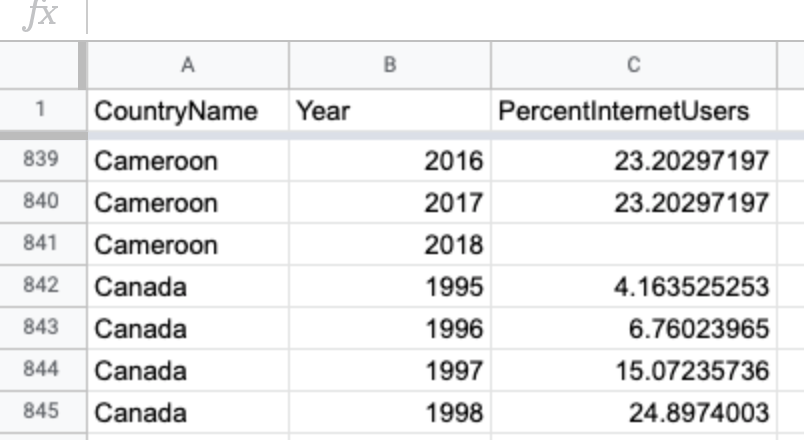 fx
A B C
1 CountryName Year PercentInternetUsers
839 Cameroon 2016 23.20297197
840 Cameroon 2017 23.20297197
841 Cameroon 2018
842 Canada 1995 4.163525253
843 Canada 1996 6.76023965
844 Canada 1997 15.07235736
845 Canada 1998 24.8974003